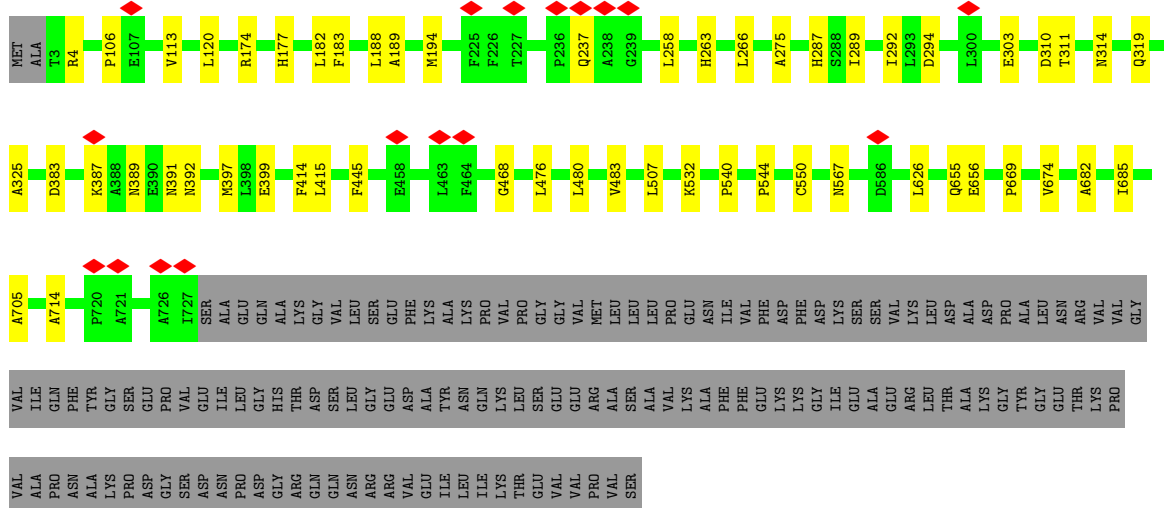 MET ALA T3 R4 P106 E107 V113 L120 R174 H177 L182 F183 L188 A189 M194 F225 F226 T227 P236 Q237 A238 G239 L258 H263 L266 A275 H287 S288 I289 I292 L293 D294 L300 E303 D310 T311 N314 Q319
A325 D383 K387 A388 N389 E390 N391 N392 M397 L398 E399 F414 L415 F445 E458 L463 F464 G468 L476 L480 V483 L507 K532 P540 P544 C550 N567 D586 L626 Q655 E656 P669 V674 A682 I685
A705 A714 P720 A721 A726 I727 SER ALA GLU GLN ALA LYS GLY VAL LEU SER GLU PHE LYS ALA LYS PRO VAL PRO GLY GLY VAL MET LEU LEU LEU PRO GLU ASN ILE VAL PHE ASP PHE ASP LYS SER SER VAL LYS LEU ASP ALA ASP PRO ALA LEU ASN ARG VAL VAL GLY
VAL ILE GLN PHE TYR GLY SER GLU PRO VAL GLU ILE LEU GLY HIS THR ASP SER LEU GLY GLU ASP ALA TYR ASN GLN LYS LEU SER GLU GLU ARG ALA SER ALA VAL LYS ALA PHE PHE GLU LYS LYS GLY ILE GLU ALA GLU ARG LEU THR ALA LYS GLY TYR GLY GLU THR LYS PRO
VAL ALA PRO ASN ALA LYS PRO ASP GLY SER ASP ASN PRO ASP GLY ARG GLN GLN ASN ARG ARG VAL GLU ILE LEU ILE LYS THR GLU VAL VAL PRO VAL SER